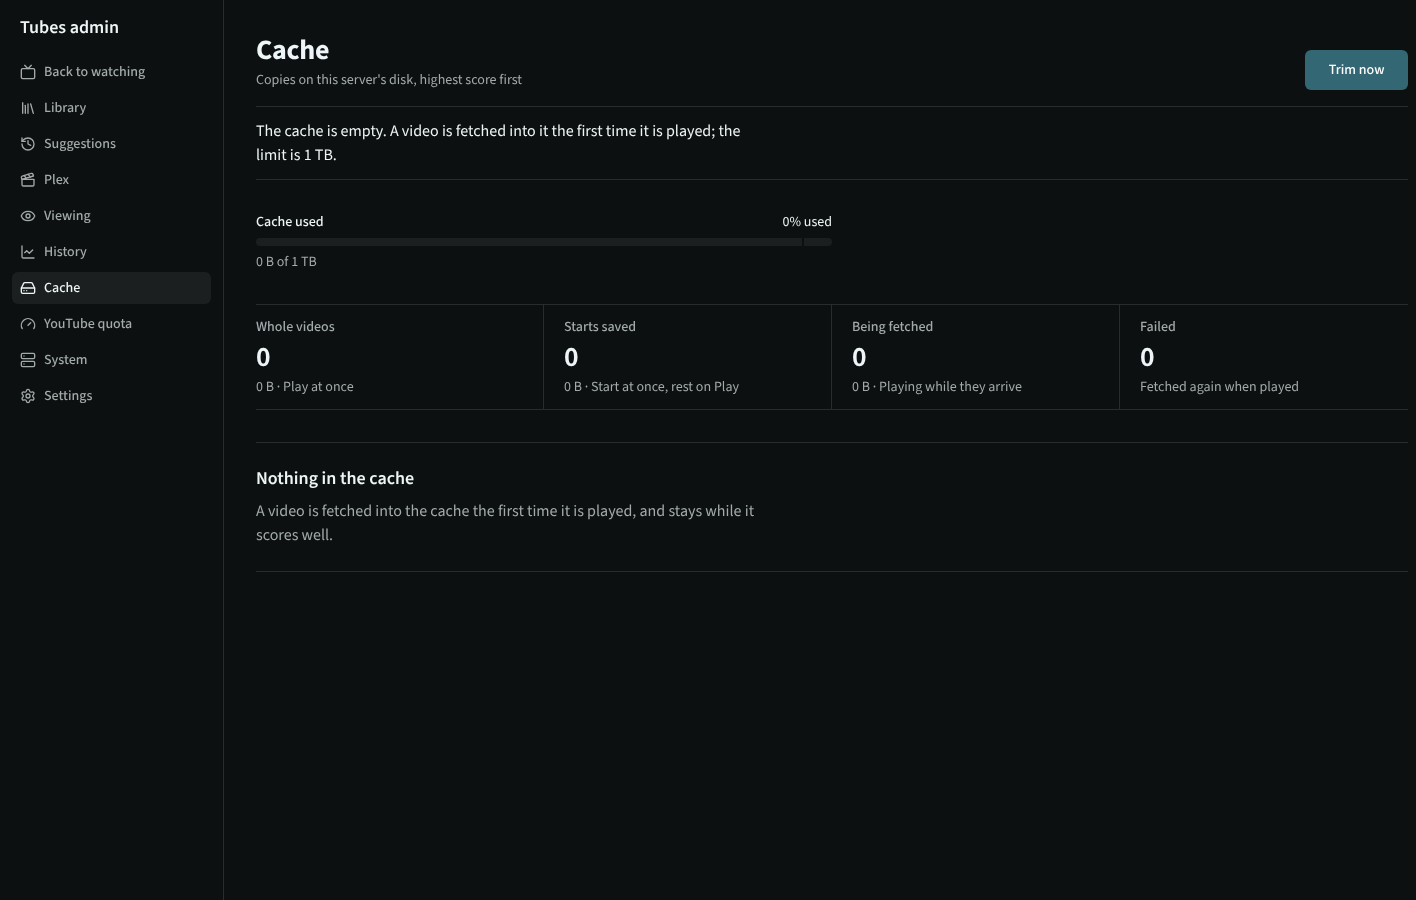 Tubes admin
Back to watching
Library
Suggestions
Plex
Viewing
History
Cache
YouTube quota
System
Settings
Cache
Copies on this server's disk, highest score first
Trim now
The cache is empty. A video is fetched into it the first time it is played; the
limit is 1 TB.
Cache used
0% used
0 B of 1 TB
Whole videos
0
0 B · Play at once
Starts saved
0
0 B · Start at once, rest on Play
Being fetched
0
0 B · Playing while they arrive
Failed
0
Fetched again when played
Nothing in the cache
A video is fetched into the cache the first time it is played, and stays while it
scores well.